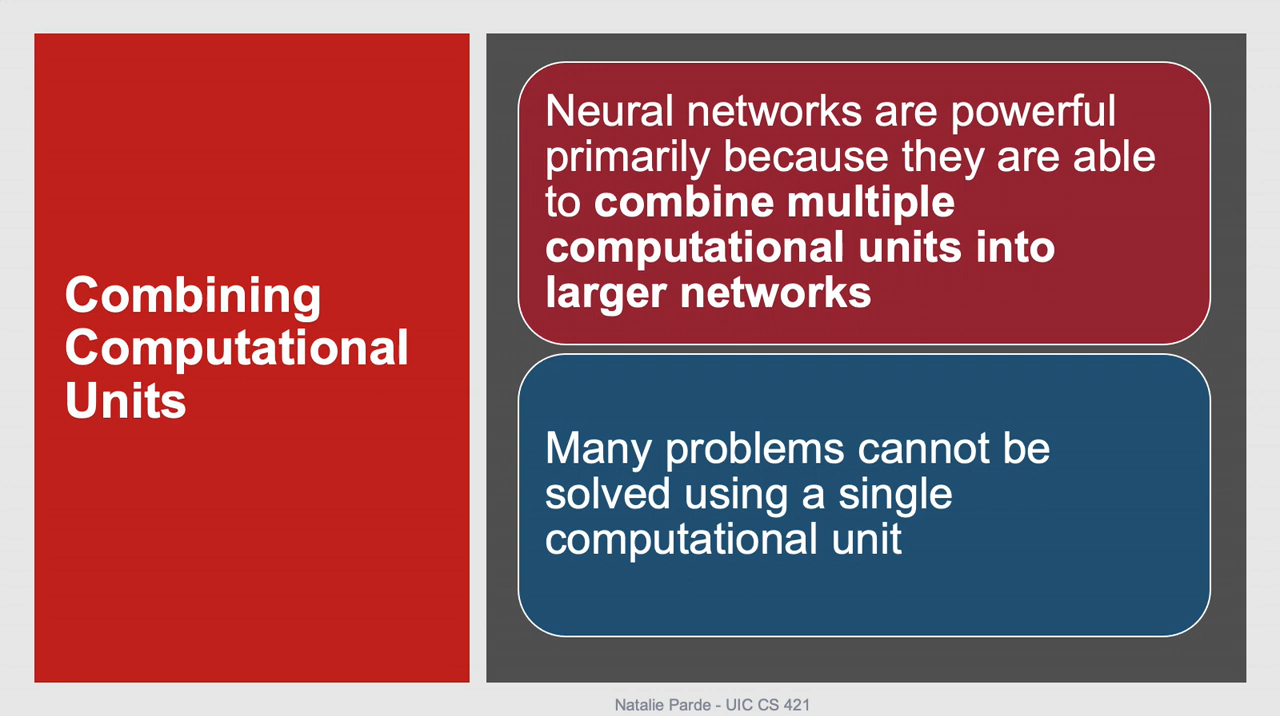 Combining
Computational
Units
Neural networks are powerful
primarily because they are able
to combine multiple
computational units into
larger networks
Many problems cannot be
solved using a single
computational unit
Natalie Parde - UIC CS 421